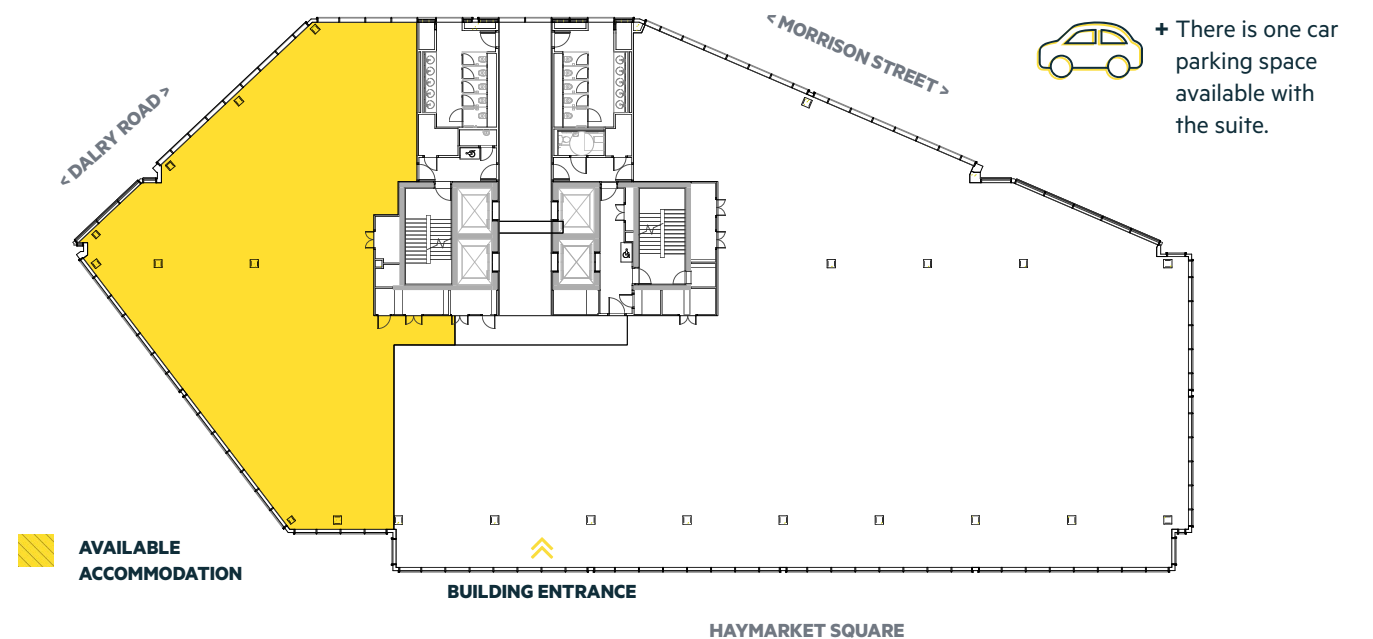 < MORRISON STREET >
+ There is one car
parking space
available with
the suite.
< DALRY ROAD >
AVAILABLE
ACCOMMODATION
BUILDING ENTRANCE
HAYMARKET SQUARE